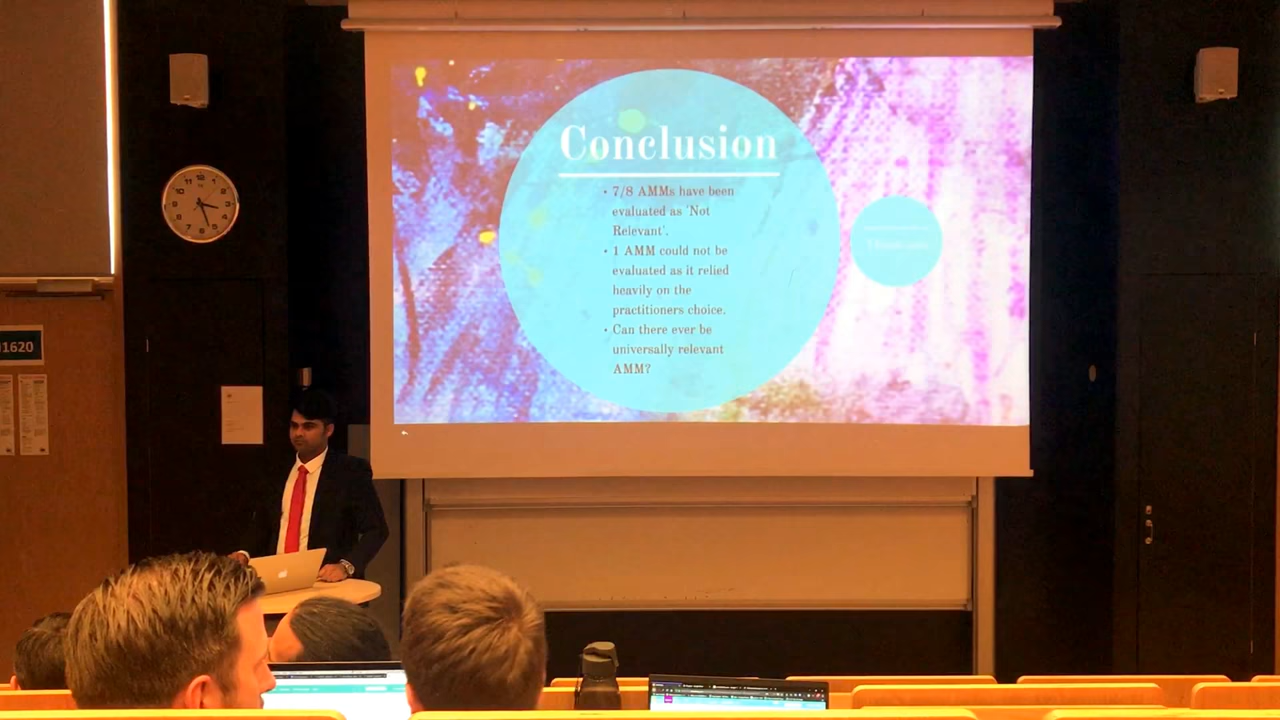 Conclusion
• 7/8 AMMs have been
evaluated as 'Not
Relevant'.
• 1 AMM could not be
evaluated as it relied
heavily on the
practitioners choice.
• Can there ever be
universally relevant
AMM?
1620